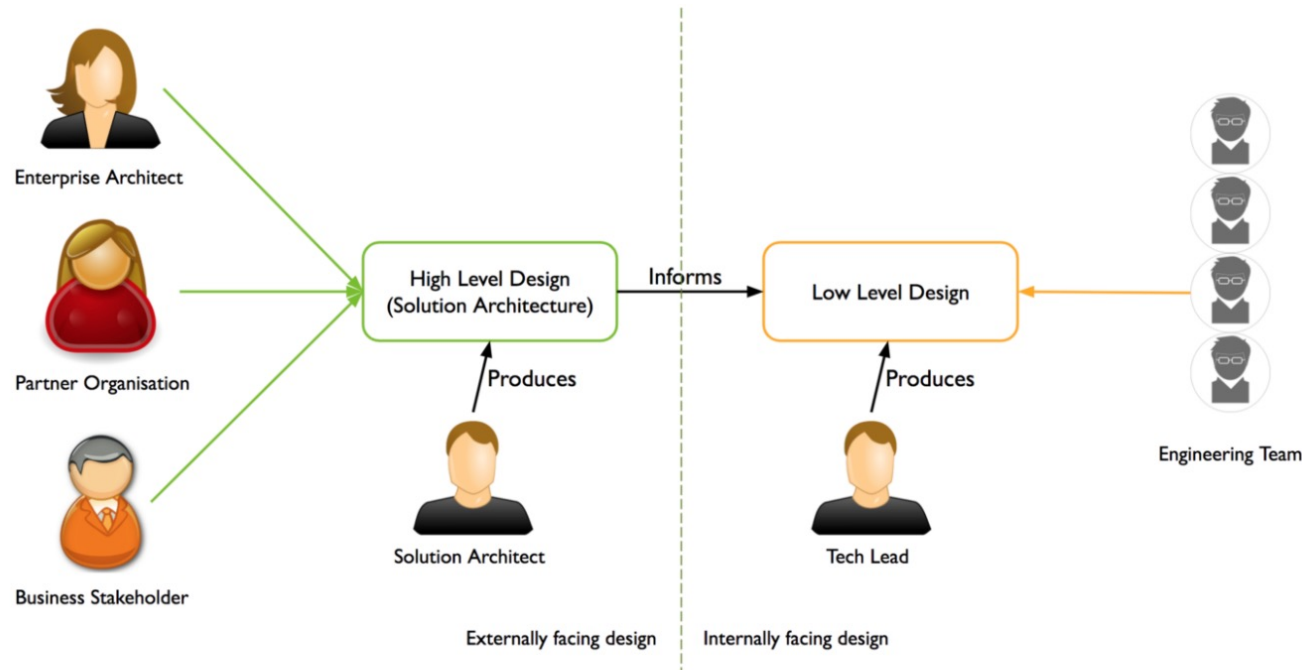 Enterprise Architect
High Level Design
(Solution Architecture)
Informs
Low Level Design
Partner Organisation
Produces
Produces
Engineering Team
Solution Architect
Tech Lead
Business Stakeholder
Externally facing design
Internally facing design